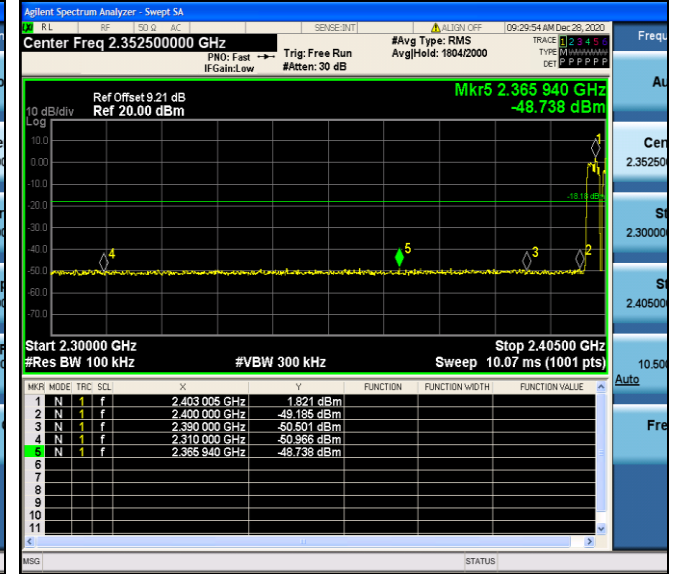 Agilent Spectrum Analyzer - Swept SA
RL RF 50 Ω AC SENSE:INT ALIGN OFF 09:29:54 AM Dec 28, 2020
Center Freq 2.352500000 GHz
PNO: Fast
IFGain:Low
Trig: Free Run
#Atten: 30 dB
#Avg Type: RMS
Avg|Hold: 1804/2000
TRACE 1 2 3 4 5 6
TYPE M
DET P P P P P P
Ref Offset 9.21 dB
Ref 20.00 dBm
10 dB/div
Log
Mkr5 2.365 940 GHz
-48.738 dBm
10.0
0.00
-10.0
-20.0
-30.0
-40.0
-50.0
-60.0
-70.0
-18.18 dBm
1
2
3
4
5
Start 2.30000 GHz
#Res BW 100 kHz
#VBW 300 kHz
Stop 2.40500 GHz
Sweep 10.07 ms (1001 pts)
MKR MODE TRC SCL X Y FUNCTION FUNCTION WIDTH FUNCTION VALUE
1 N 1 f 2.403 005 GHz 1.821 dBm
2 N 1 f 2.400 000 GHz -49.185 dBm
3 N 1 f 2.390 000 GHz -50.501 dBm
4 N 1 f 2.310 000 GHz -50.966 dBm
5 N 1 f 2.365 940 GHz -48.738 dBm
6
7
8
9
10
11
MSG STATUS
Frequ
Au
Cen
2.35250
St
2.30000
St
2.40500
10.500
Auto
Fre